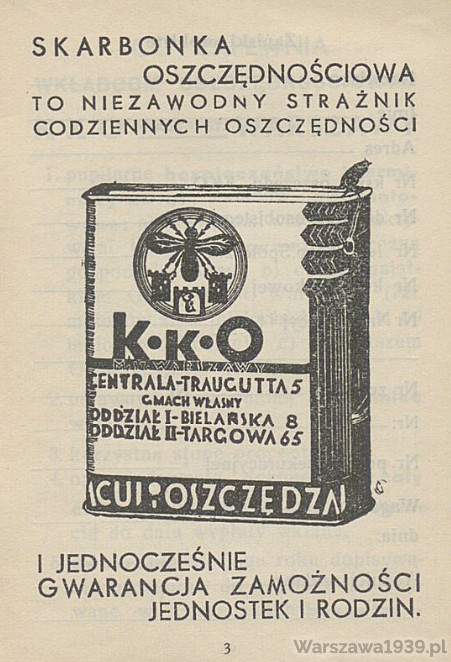 SKARBONKA
OSZCZĘDNOŚCIOWA
TO NIEZAWODNY STRAŻNIK
CODZIENNYCH OSZCZĘDNOŚCI
K·K·O
M.ST.WARSZAWY
CENTRALA-TRAUGUTTA 5
GMACH WŁASNY
ODDZIAŁ I-BIELAŃSKA 8
ODDZIAŁ II-TARGOWA 65
ACUJ OSZCZĘDZAJ
I JEDNOCZEŚNIE
GWARANCJA ZAMOŻNOŚCI
JEDNOSTEK I RODZIN.
3
Warszawa1939.pl